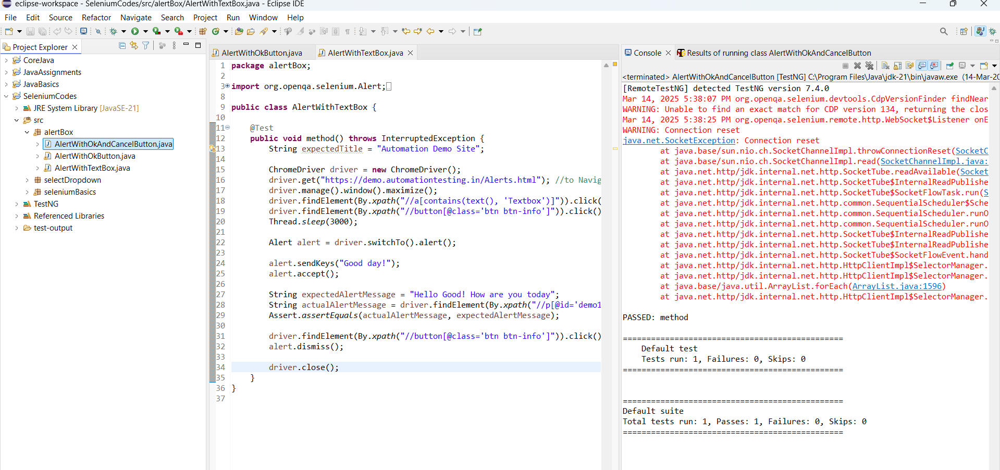 eclipse-workspace - SeleniumCodes/src/alertBox/AlertWithTextBox.java - Eclipse IDE
File Edit Source Refactor Navigate Search Project Run Window Help
Project Explorer
CoreJava
JavaAssignments
JavaBasics
SeleniumCodes
JRE System Library [JavaSE-21]
src
alertBox
AlertWithOkAndCancelButton.java
AlertWithOkButton.java
AlertWithTextBox.java
selectDropdown
seleniumBasics
TestNG
Referenced Libraries
test-output
AlertWithOkButton.java AlertWithTextBox.java
1 package alertBox;
2
3 import org.openqa.selenium.Alert;
8
9 public class AlertWithTextBox {
10
11 @Test
12 public void method() throws InterruptedException {
13 String expectedTitle = "Automation Demo Site";
14
15 ChromeDriver driver = new ChromeDriver();
16 driver.get("https://demo.automationtesting.in/Alerts.html"); //to Navig
17 driver.manage().window().maximize();
18 driver.findElement(By.xpath("//a[contains(text(), 'Textbox')]")).click(
19 driver.findElement(By.xpath("//button[@class='btn btn-info']")).click()
20 Thread.sleep(3000);
21
22 Alert alert = driver.switchTo().alert();
23
24 alert.sendKeys("Good day!");
25 alert.accept();
26
27 String expectedAlertMessage = "Hello Good! How are you today";
28 String actualAlertMessage = driver.findElement(By.xpath("//p[@id='demo1
29 Assert.assertEquals(actualAlertMessage, expectedAlertMessage);
30
31 driver.findElement(By.xpath("//button[@class='btn btn-info']")).click()
32 alert.dismiss();
33
34 driver.close();
35 }
36 }
37
Console Results of running class AlertWithOkAndCancelButton
<terminated> AlertWithOkAndCancelButton [TestNG] C:\Program Files\Java\jdk-21\bin\javaw.exe (14-Mar-20
[RemoteTestNG] detected TestNG version 7.4.0
Mar 14, 2025 5:38:07 PM org.openqa.selenium.devtools.CdpVersionFinder findNear
WARNING: Unable to find an exact match for CDP version 134, returning the clos
Mar 14, 2025 5:38:25 PM org.openqa.selenium.remote.http.WebSocket$Listener onE
WARNING: Connection reset
java.net.SocketException: Connection reset
at java.base/sun.nio.ch.SocketChannelImpl.throwConnectionReset(SocketC
at java.base/sun.nio.ch.SocketChannelImpl.read(SocketChannelImpl.java:
at java.net.http/jdk.internal.net.http.SocketTube.readAvailable(Socket
at java.net.http/jdk.internal.net.http.SocketTube$InternalReadPublishe
at java.net.http/jdk.internal.net.http.SocketTube$SocketFlowTask.run(S
at java.net.http/jdk.internal.net.http.common.SequentialScheduler$Sche
at java.net.http/jdk.internal.net.http.common.SequentialScheduler.runO
at java.net.http/jdk.internal.net.http.common.SequentialScheduler.runO
at java.net.http/jdk.internal.net.http.SocketTube$InternalReadPublishe
at java.net.http/jdk.internal.net.http.SocketTube$InternalReadPublishe
at java.net.http/jdk.internal.net.http.SocketTube$SocketFlowEvent.hand
at java.net.http/jdk.internal.net.http.HttpClientImpl$SelectorManager.
at java.net.http/jdk.internal.net.http.HttpClientImpl$SelectorManager.
at java.base/java.util.ArrayList.forEach(ArrayList.java:1596)
at java.net.http/jdk.internal.net.http.HttpClientImpl$SelectorManager.
PASSED: method
===============================================
Default test
Tests run: 1, Failures: 0, Skips: 0
===============================================
===============================================
Default suite
Total tests run: 1, Passes: 1, Failures: 0, Skips: 0
===============================================